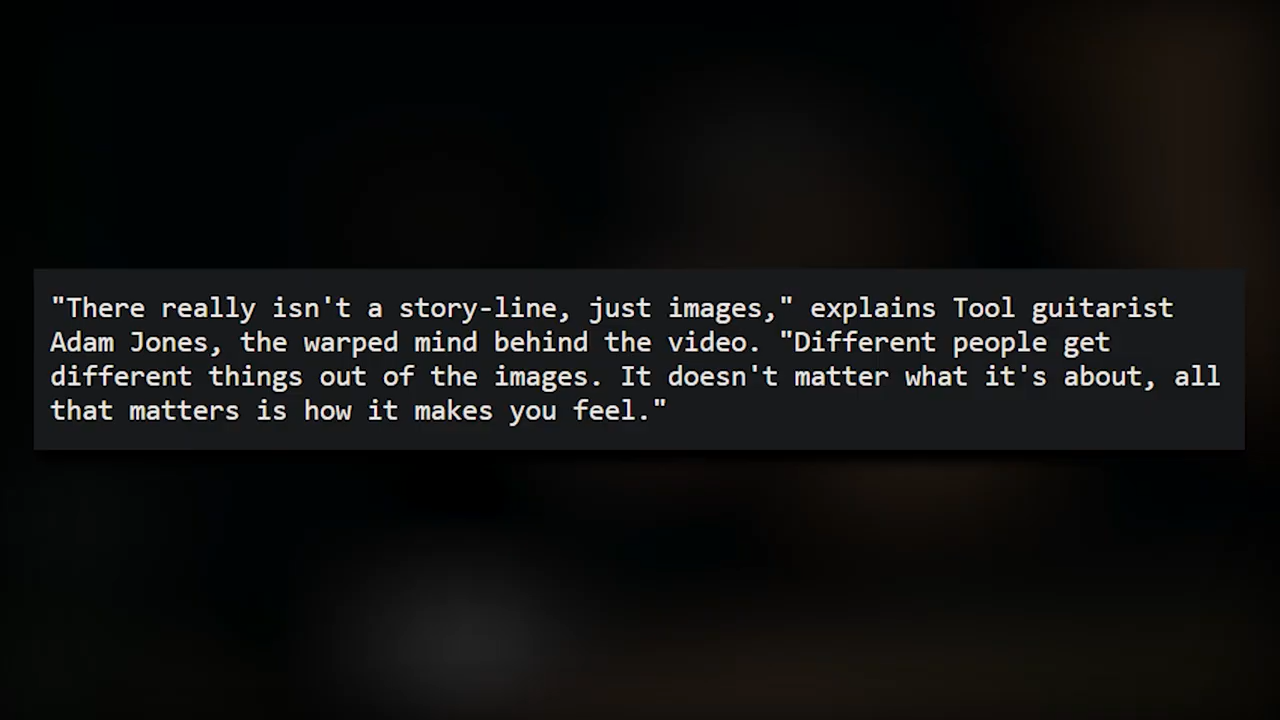 "There really isn't a story-line, just images," explains Tool guitarist
Adam Jones, the warped mind behind the video. "Different people get
different things out of the images. It doesn't matter what it's about, all
that matters is how it makes you feel."